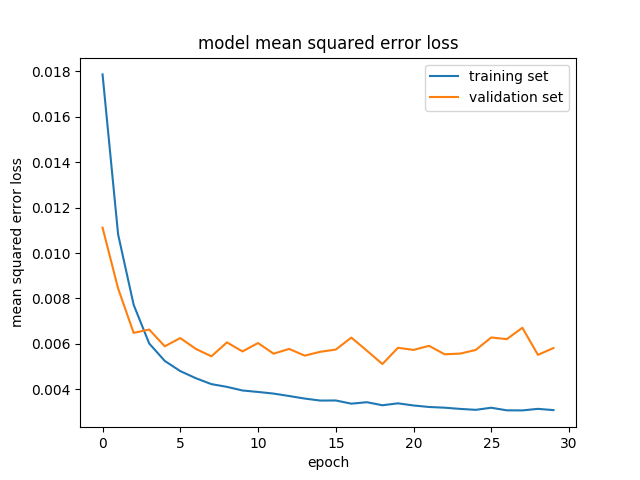 model mean squared error loss
training set
validation set
mean squared error loss
0.018
0.016
0.014
0.012
0.010
0.008
0.006
0.004
0 5 10 15 20 25 30
epoch